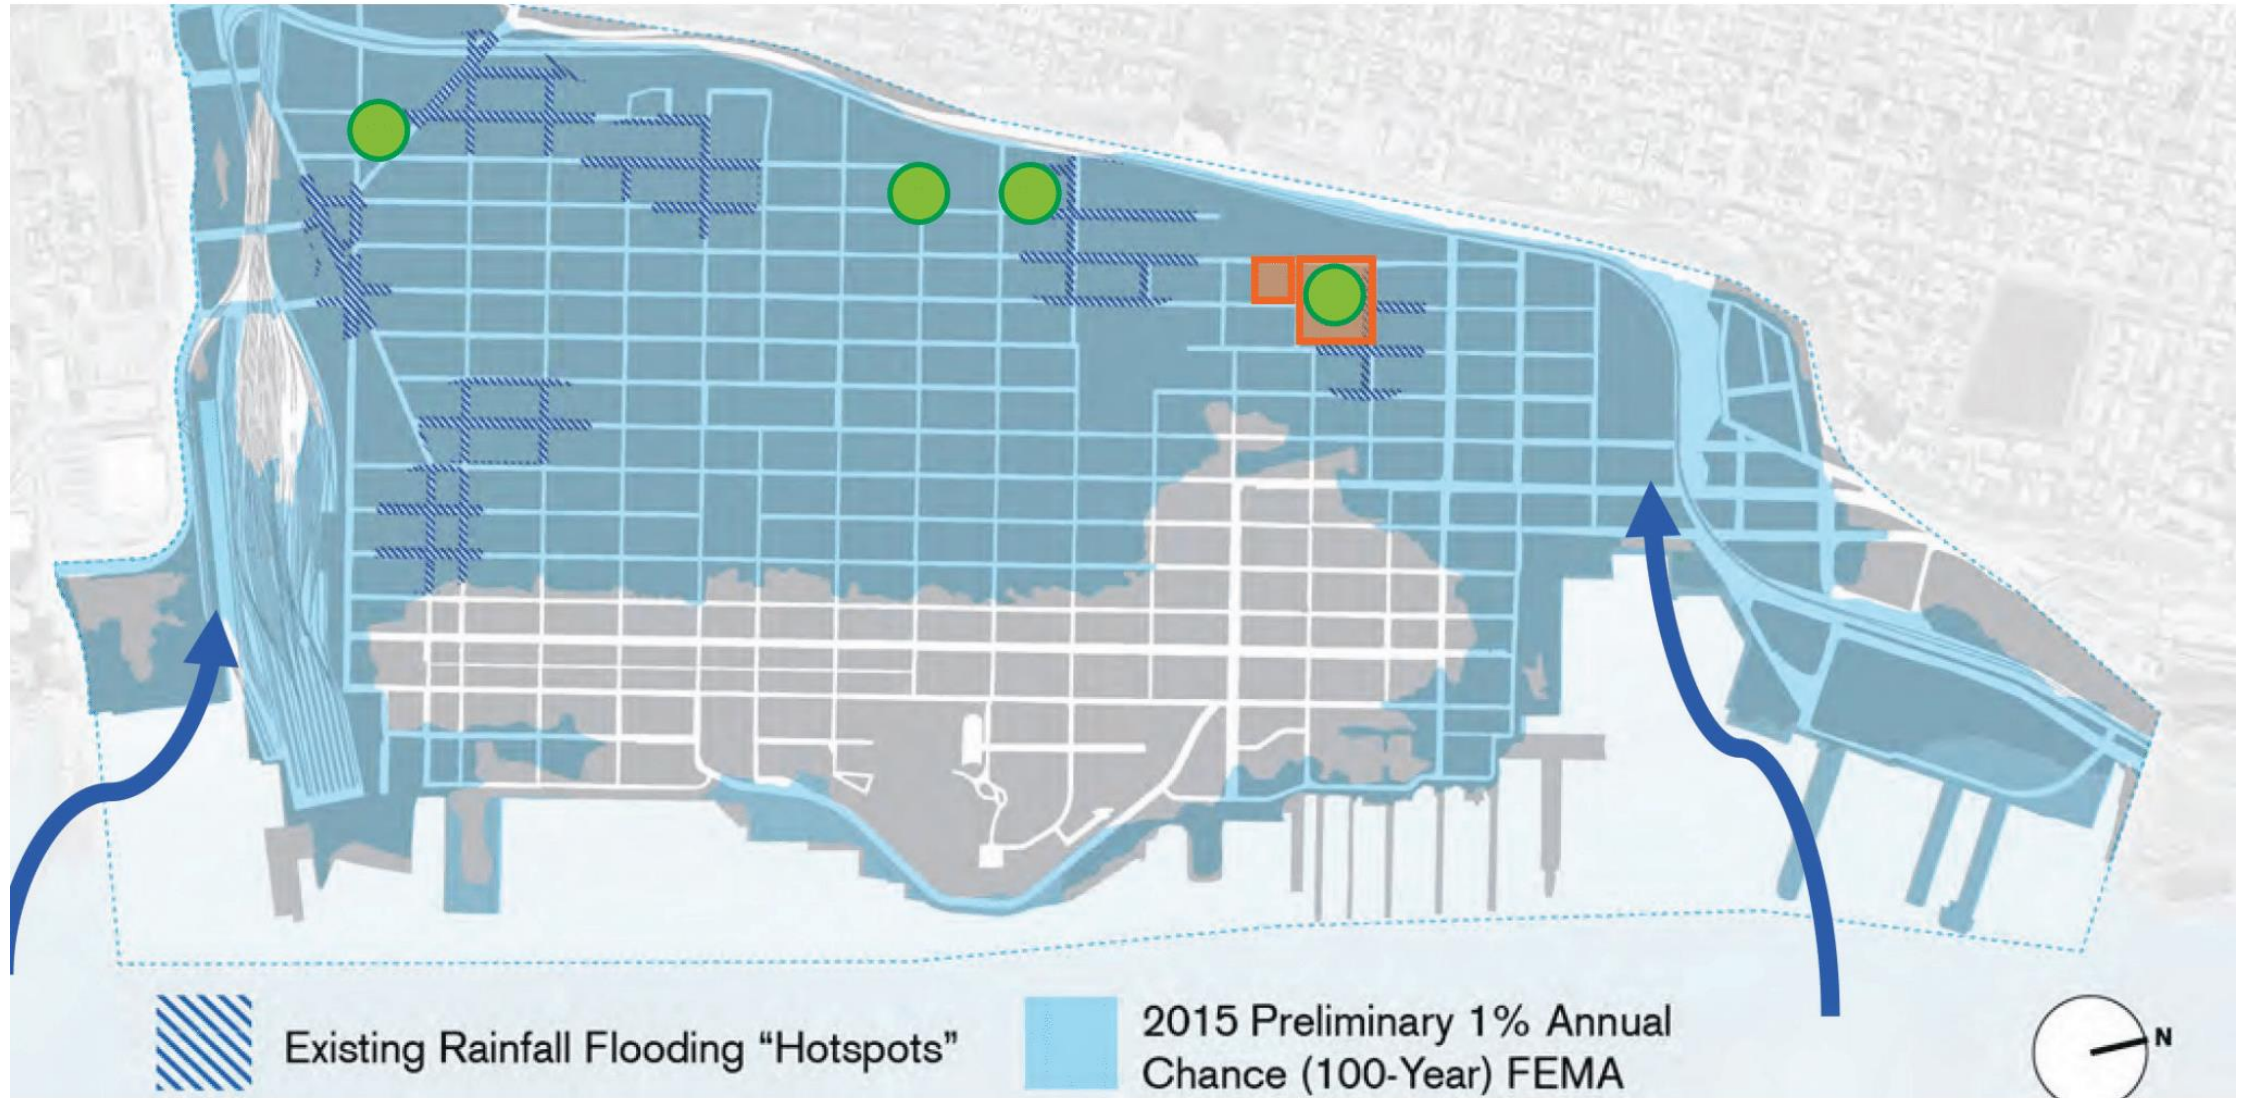 Existing Rainfall Flooding “Hotspots”
2015 Preliminary 1% Annual
Chance (100-Year) FEMA
N